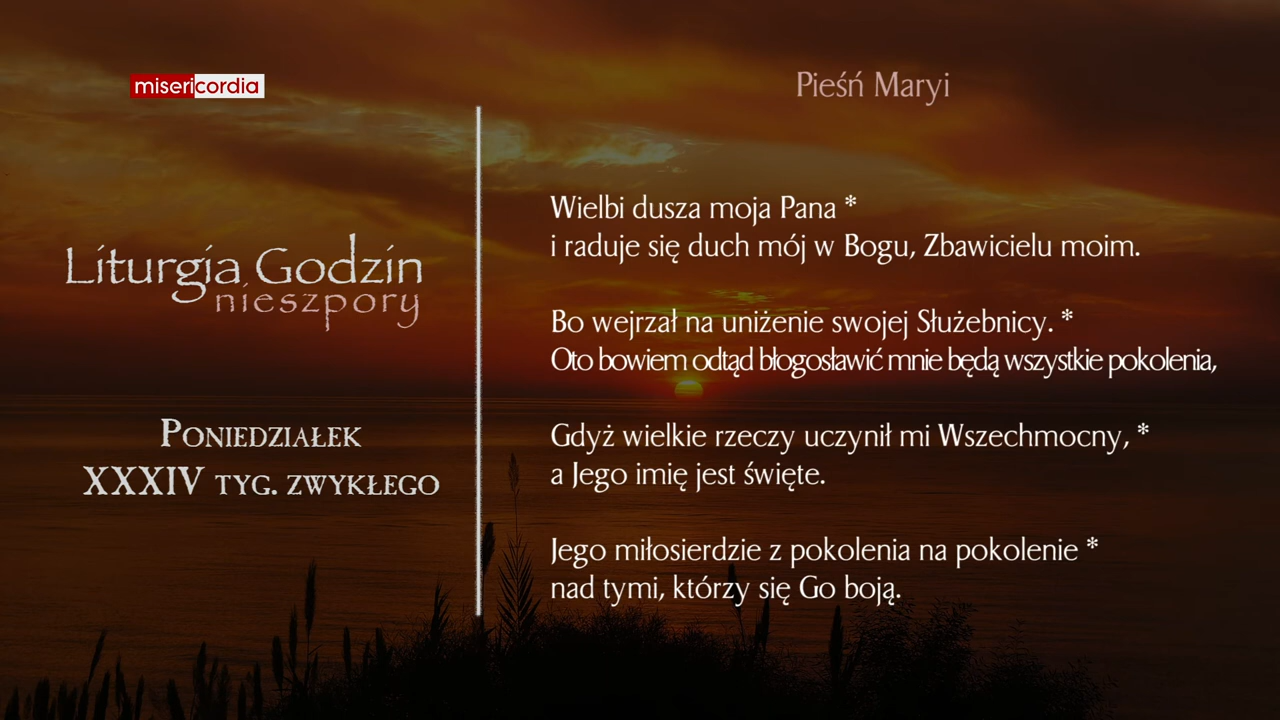 misericordia
Liturgia Godzin
nieszpory
Poniedziałek
XXXIV tyg. zwykłego
Pieśń Maryi
Wielbi dusza moja Pana *
i raduje się duch mój w Bogu, Zbawicielu moim.
Bo wejrzał na uniżenie swojej Służebnicy. *
Oto bowiem odtąd błogosławić mnie będą wszystkie pokolenia,
Gdyż wielkie rzeczy uczynił mi Wszechmocny, *
a Jego imię jest święte.
Jego miłosierdzie z pokolenia na pokolenie *
nad tymi, którzy się Go boją.